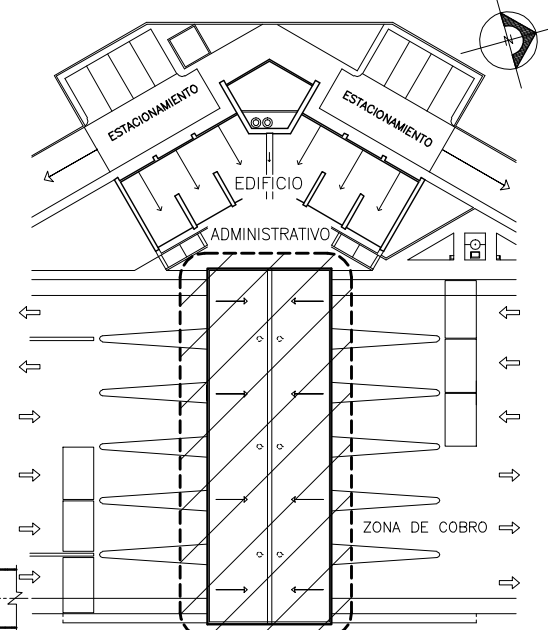 N
ESTACIONAMIENTO
ESTACIONAMIENTO
EDIFICIO
ADMINISTRATIVO
ZONA DE COBRO